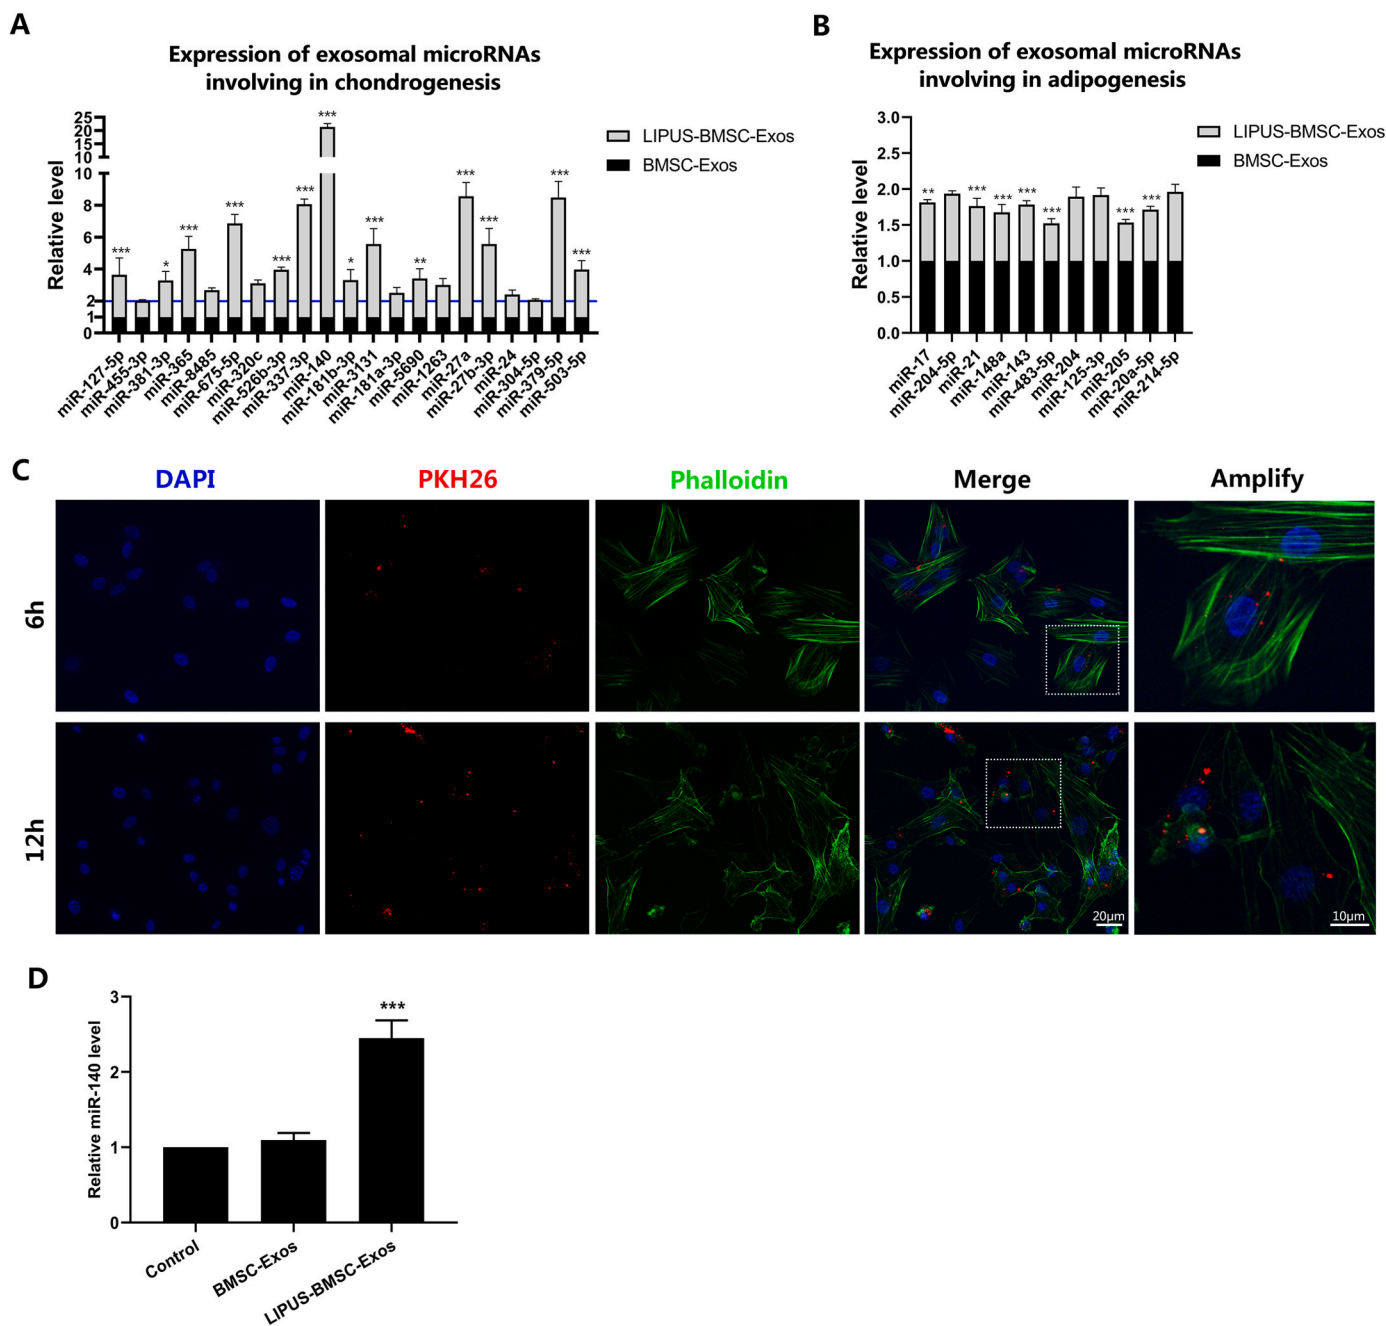 A
Expression of exosomal microRNAs
involving in chondrogenesis
Relative level
25
20
15
10
10
8
6
4
2
1
0
***
*
***
***
***
***
***
*
***
**
***
***
***
***
LIPUS-BMSC-Exos
BMSC-Exos
miR-127-5p
miR-455-3p
miR-381-3p
miR-365
miR-8485
miR-675-5p
miR-320c
miR-526b-3p
miR-337-3p
miR-140
miR-181b-3p
miR-3131
miR-181a-3p
miR-5690
miR-1263
miR-27a
miR-27b-3p
miR-24
miR-304-5p
miR-379-5p
miR-503-5p
B
Expression of exosomal microRNAs
involving in adipogenesis
Relative level
3.0
2.5
2.0
1.5
1.0
0.5
0.0
**
***
***
***
***
***
***
LIPUS-BMSC-Exos
BMSC-Exos
miR-17
miR-204-5p
miR-21
miR-148a
miR-143
miR-483-5p
miR-204
miR-125-3p
miR-205
miR-20a-5p
miR-214-5p
C
DAPI
PKH26
Phalloidin
Merge
Amplify
6h
12h
20μm
10μm
D
Relative miR-140 level
3
2
1
0
***
Control
BMSC-Exos
LIPUS-BMSC-Exos